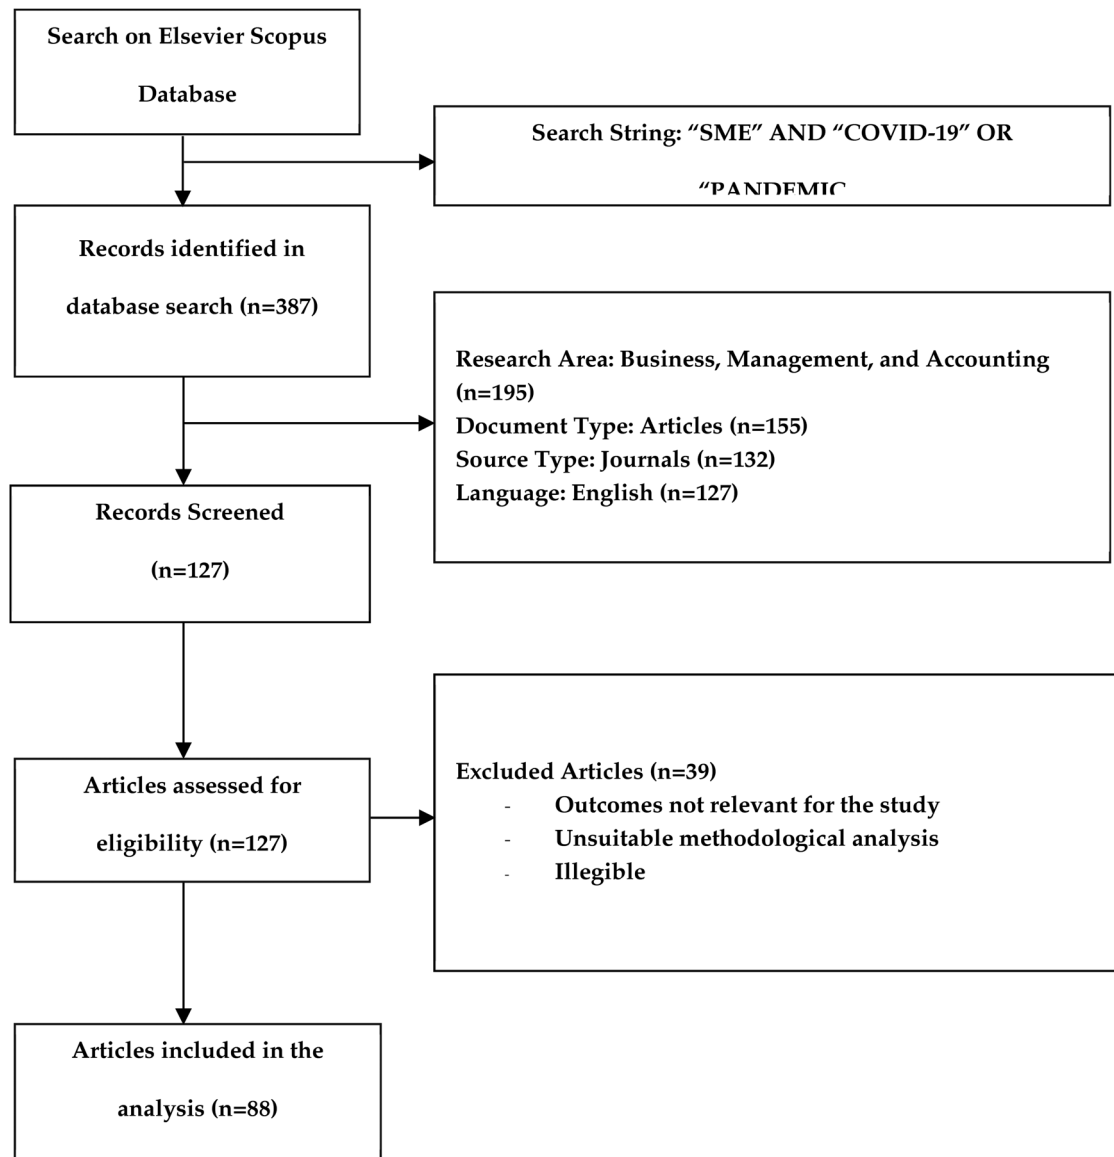 Search on Elsevier Scopus
Database
Search String: “SME” AND “COVID-19” OR
“PANDEMIC
Records identified in
database search (n=387)
Research Area: Business, Management, and Accounting
(n=195)
Document Type: Articles (n=155)
Source Type: Journals (n=132)
Language: English (n=127)
Records Screened
(n=127)
Articles assessed for
eligibility (n=127)
Excluded Articles (n=39)
- Outcomes not relevant for the study
- Unsuitable methodological analysis
- Illegible
Articles included in the
analysis (n=88)